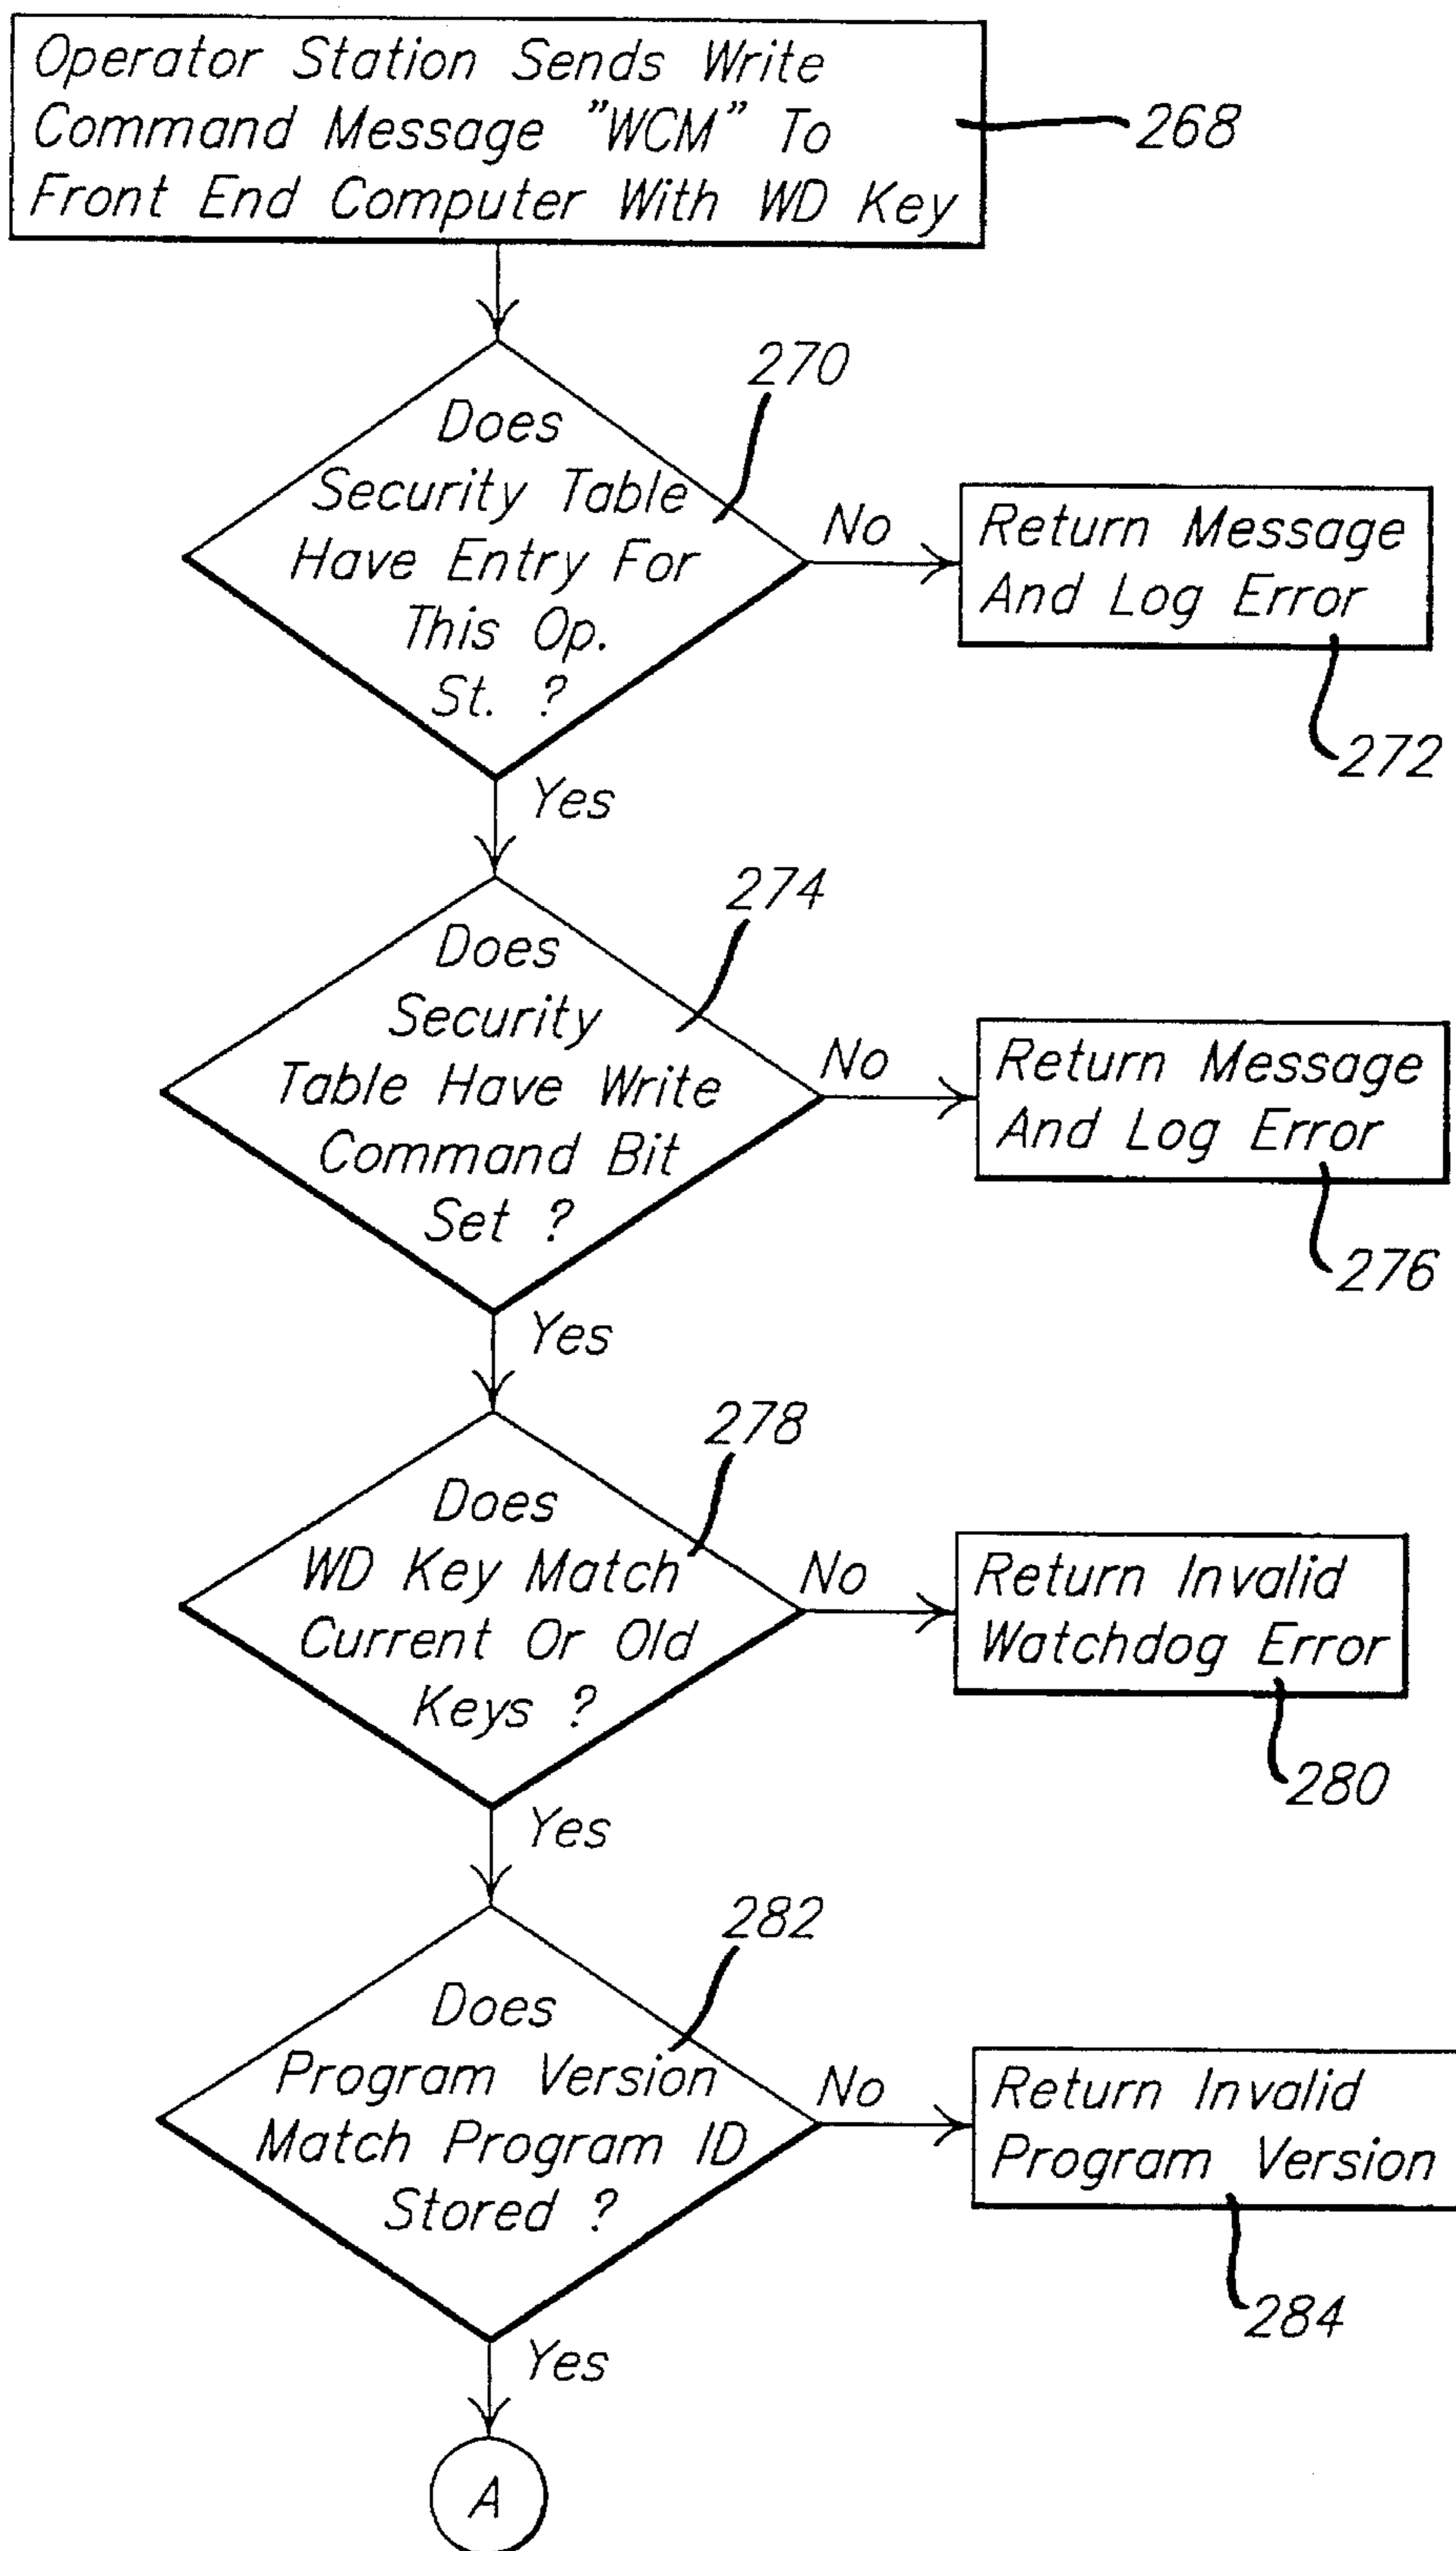 Operator Station Sends Write
Command Message "WCM" To
Front End Computer With WD Key
268
270
Does
Security Table
Have Entry For
This Op.
St. ?
No
Return Message
And Log Error
272
Yes
274
Does
Security
Table Have Write
Command Bit
Set ?
No
Return Message
And Log Error
276
Yes
278
Does
WD Key Match
Current Or Old
Keys ?
No
Return Invalid
Watchdog Error
280
Yes
282
Does
Program Version
Match Program ID
Stored ?
No
Return Invalid
Program Version
284
Yes
A